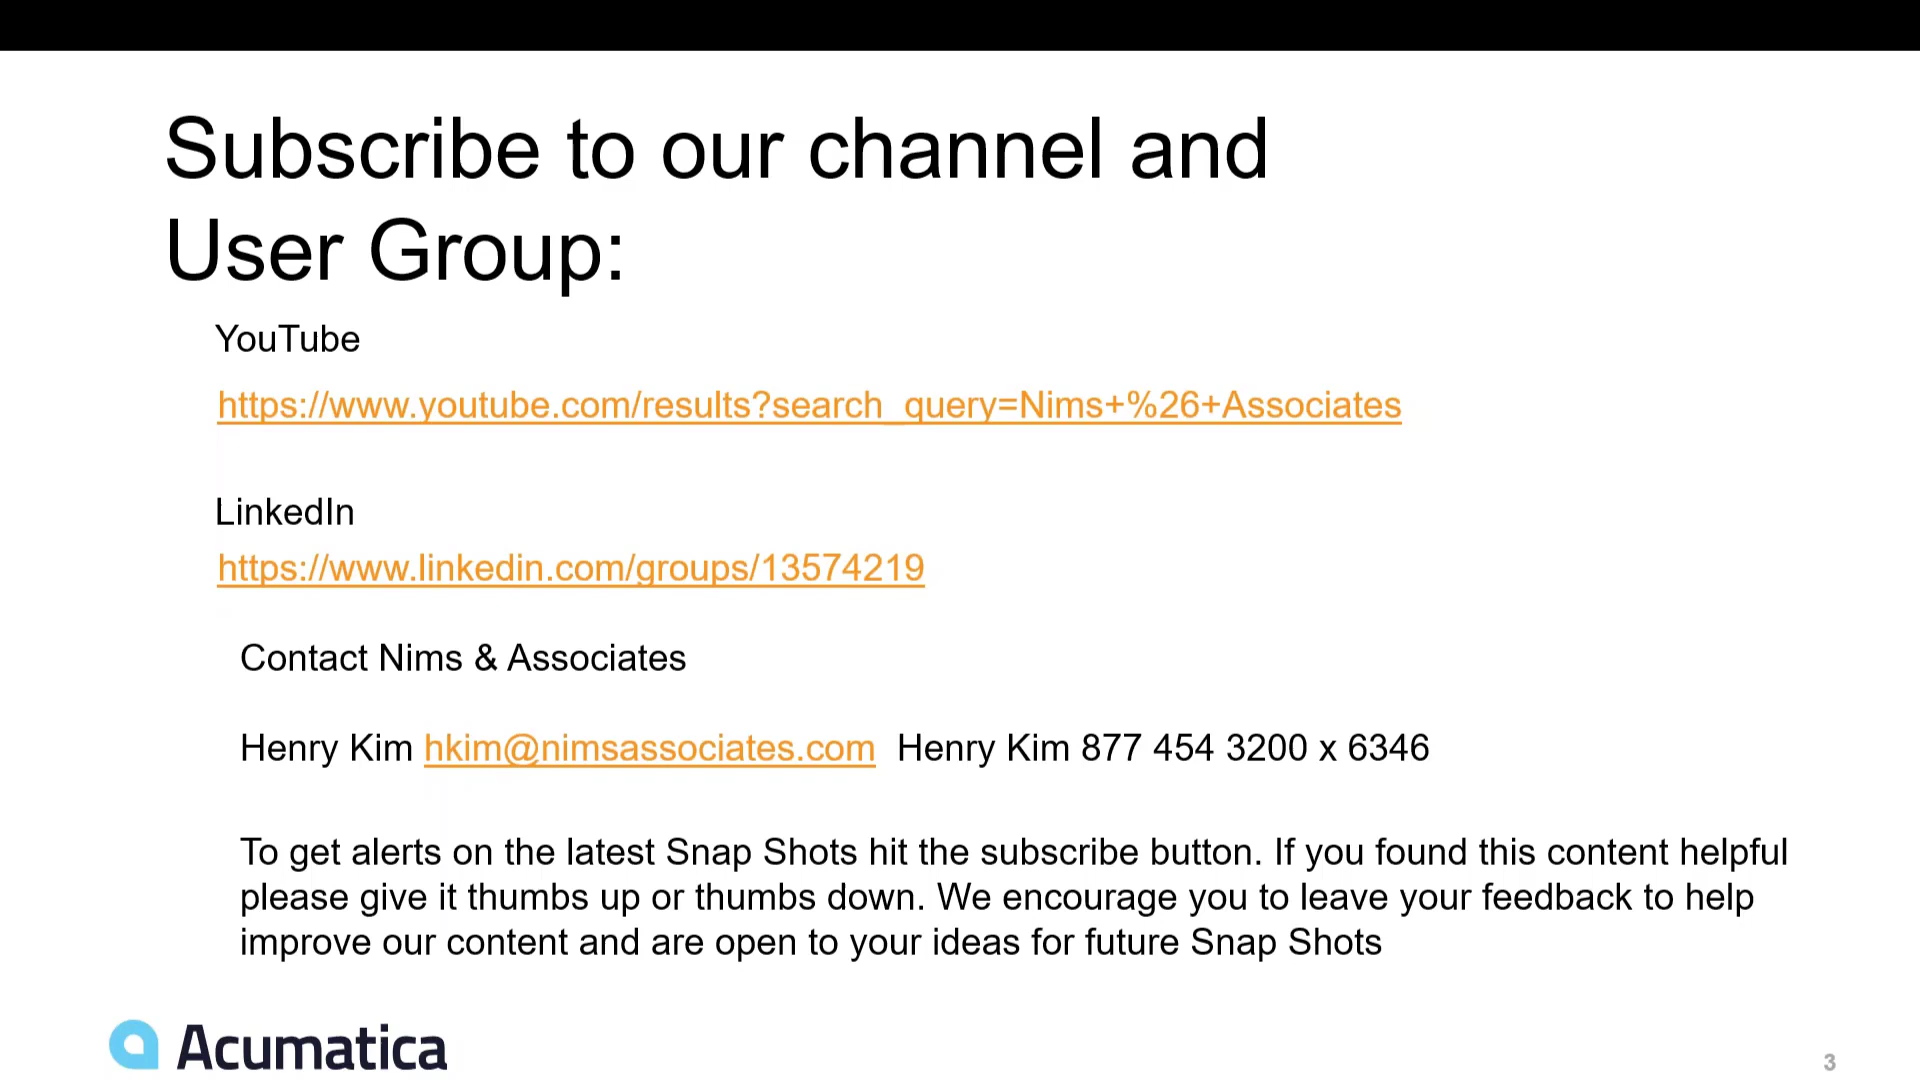 Subscribe to our channel and
User Group:
YouTube
https://www.youtube.com/results?search_query=Nims+%26+Associates
LinkedIn
https://www.linkedin.com/groups/13574219
Contact Nims & Associates
Henry Kim hkim@nimsassociates.com  Henry Kim 877 454 3200 x 6346
To get alerts on the latest Snap Shots hit the subscribe button. If you found this content helpful
please give it thumbs up or thumbs down. We encourage you to leave your feedback to help
improve our content and are open to your ideas for future Snap Shots
Acumatica
3